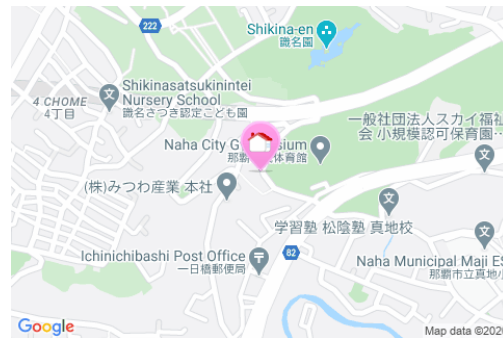 222
Shikina-en
識名園
4 CHOME
4丁目
Shikinasatsukinintei
Nursery School
識名さつき認定こども園
Naha City G
sium
那覇
体育館
一般社団法人スカイ福祉
会 小規模認可保育園...
(株)みつわ産業 本社
学習塾 松陰塾 真地校
Ichinichibashi Post Office
一日橋郵便局
82
Naha Municipal Maji ES
那覇市立真地小
Google
Map data ©2020